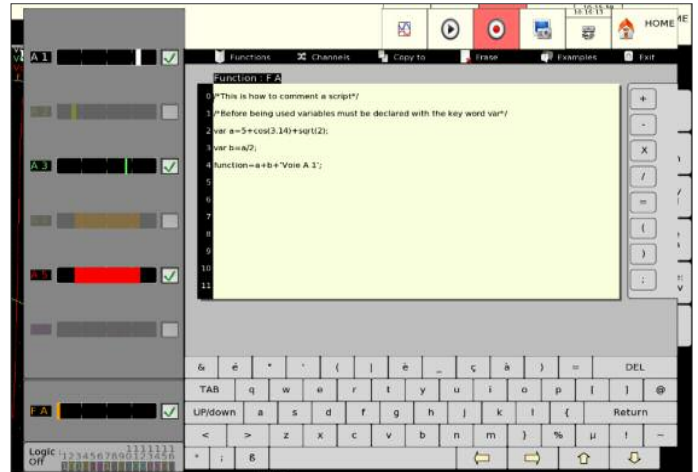 HOME
A 1
Functions Channels Copy to Erase Examples Exit
Function : F A
0 /*This is how to comment a script*/
1 /*Before being used variables must be declared with the key word var*/
2 var a=5+cos(3.14)+sqrt(2);
3 var b=a/2;
4 function=a+b+"Voie A 1";
5
6
7
8
9
10
11
+
-
X
/
=
(
)
;
A 3
A 5
F A
& é " ' ( | è _ ç à ) = DEL
TAB q w e r t y u i o p [ ] @
UP/down a s d f g h j k l { Return
< > z x c v b n m } % µ ! ~
* ; 6
Logic :
Off
1111111
1234567890123456